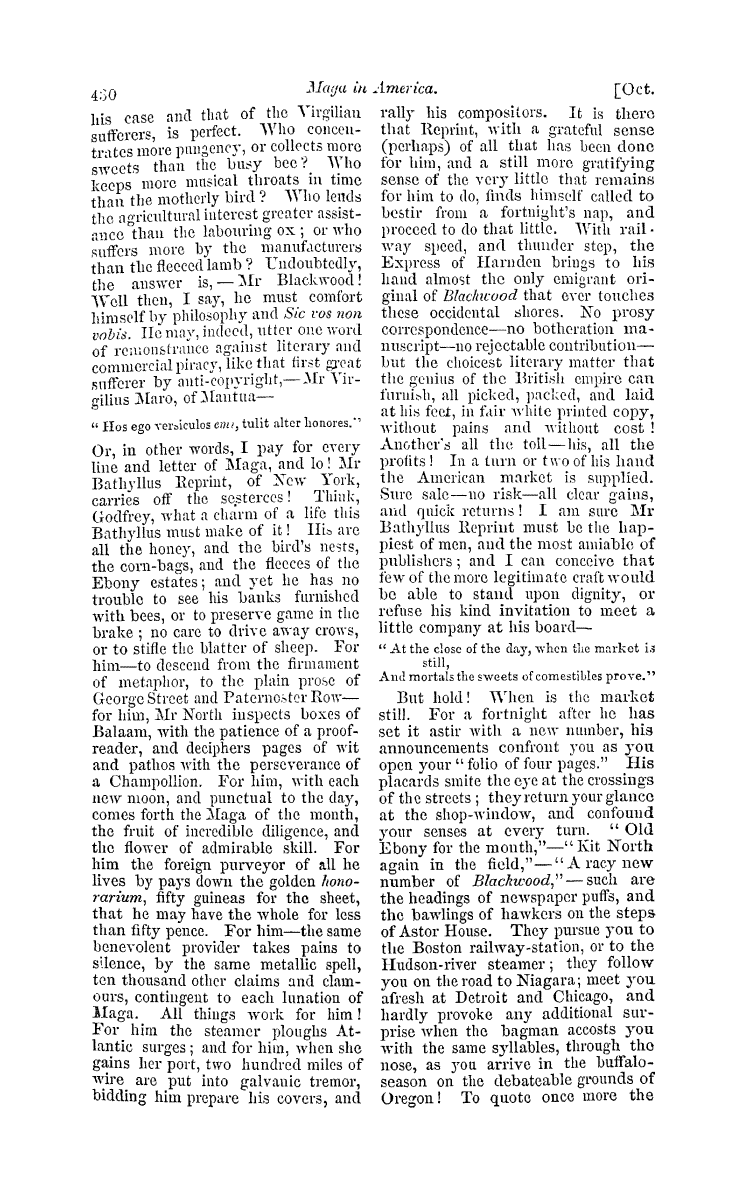 430
Maga in America.
[Oct.
his case and that of the Virgilian
sufferers, is perfect. Who concen-
trates more pungency, or collects more
sweets than the busy bee? Who
keeps more musical throats in time
than the motherly bird? Who lends
the agricultural interest greater assist-
ance than the labouring ox; or who
suffers more by the manufacturers
than the fleeced lamb? Undoubtedly,
the answer is,—Mr Blackwood!
Well then, I say, he must comfort
himself by philosophy and Sic vos non
vobis. He may, indeed, utter one word
of remonstrance against literary and
commercial piracy, like that first great
sufferer by anti-copyright,—Mr Vir-
gilius Maro, of Mantua—
"Hos ego versiculos emi, tulit alter honores."
Or, in other words, I pay for every
line and letter of Maga, and lo! Mr
Bathyllus Reprint, of New York,
carries off the sesterces! Think,
Godfrey, what a charm of a life this
Bathyllus must make of it! His are
all the honey, and the bird's nests,
the corn-bags, and the fleeces of the
Ebony estates; and yet he has no
trouble to see his banks furnished
with bees, or to preserve game in the
brake; no care to drive away crows,
or to stifle the blatter of sheep. For
him—to descend from the firmament
of metaphor, to the plain prose of
George Street and Paternoster Row—
for him, Mr North inspects boxes of
Balaam, with the patience of a proof-
reader, and deciphers pages of wit
and pathos with the perseverance of
a Champollion. For him, with each
new moon, and punctual to the day,
comes forth the Maga of the month,
the fruit of incredible diligence, and
the flower of admirable skill. For
him the foreign purveyor of all he
lives by pays down the golden hono-
rarium, fifty guineas for the sheet,
that he may have the whole for less
than fifty pence. For him—the same
benevolent provider takes pains to
silence, by the same metallic spell,
ten thousand other claims and clam-
ours, contingent to each lunation of
Maga. All things work for him!
For him the steamer ploughs At-
lantic surges; and for him, when she
gains her port, two hundred miles of
wire are put into galvanic tremor,
bidding him prepare his covers, and
rally his compositors. It is there
that Reprint, with a grateful sense
(perhaps) of all that has been done
for him, and a still more gratifying
sense of the very little that remains
for him to do, finds himself called to
bestir from a fortnight's nap, and
proceed to do that little. With rail-
way speed, and thunder step, the
Express of Harnden brings to his
hand almost the only emigrant ori-
ginal of Blackwood that ever touches
these occidental shores. No prosy
correspondence—no botheration ma-
nuscript—no rejectable contribution—
but the choicest literary matter that
the genius of the British empire can
furnish, all picked, packed, and laid
at his feet, in fair white printed copy,
without pains and without cost!
Another's all the toll—his, all the
profits! In a turn or two of his hand
the American market is supplied.
Sure sale—no risk—all clear gains,
and quick returns! I am sure Mr
Bathyllus Reprint must be the hap-
piest of men, and the most amiable of
publishers; and I can conceive that
few of the more legitimate craft would
be able to stand upon dignity, or
refuse his kind invitation to meet a
little company at his board—
"At the close of the day, when the market is
still,
And mortals the sweets of comestibles prove."
But hold! When is the market
still. For a fortnight after he has
set it astir with a new number, his
announcements confront you as you
open your "folio of four pages." His
placards smite the eye at the crossings
of the streets; they return your glance
at the shop-window, and confound
your senses at every turn. "Old
Ebony for the month,"—"Kit North
again in the field,"—"A racy new
number of Blackwood,"—such are
the headings of newspaper puffs, and
the bawlings of hawkers on the steps
of Astor House. They pursue you to
the Boston railway-station, or to the
Hudson-river steamer; they follow
you on the road to Niagara; meet you
afresh at Detroit and Chicago, and
hardly provoke any additional sur-
prise when the bagman accosts you
with the same syllables, through the
nose, as you arrive in the buffalo-
season on the debateable grounds of
Oregon! To quote once more the